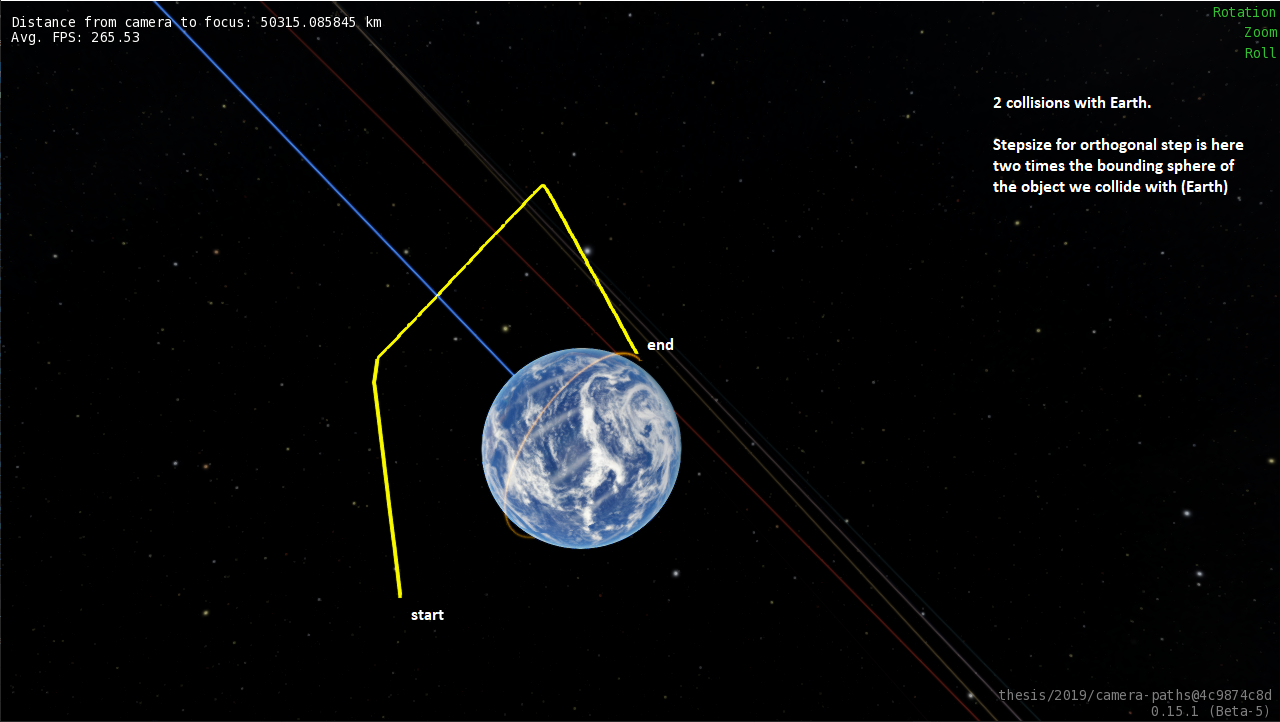 Distance from camera to focus: 50315.085845 km
Avg. FPS: 265.53
Rotation
Zoom
Roll
2 collisions with Earth.
Stepsize for orthogonal step is here
two times the bounding sphere of
the object we collide with (Earth)
end
start
thesis/2019/camera-paths@4c9874c8d
0.15.1 (Beta-5)